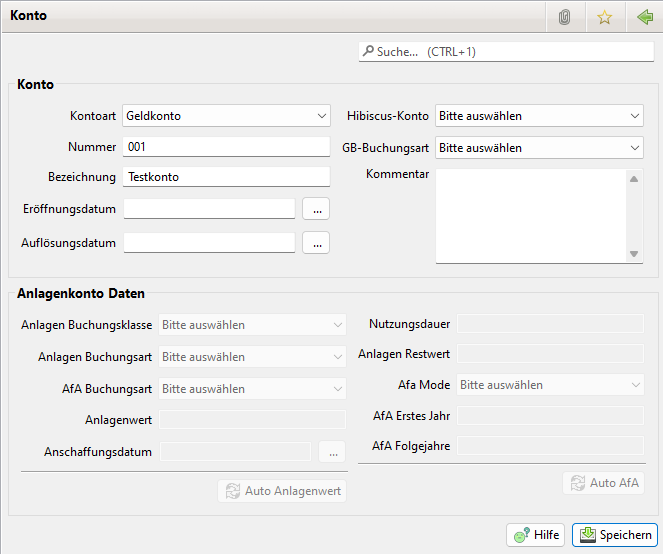 Konto
Suche... (CTRL+1)
Konto
Kontoart Geldkonto
Hibiscus-Konto Bitte auswählen
Nummer 001
GB-Buchungsart Bitte auswählen
Bezeichnung Testkonto
Kommentar
Eröffnungsdatum ...
Auflösungsdatum ...
Anlagenkonto Daten
Anlagen Buchungsklasse Bitte auswählen
Nutzungsdauer
Anlagen Buchungsart Bitte auswählen
Anlagen Restwert
AfA Buchungsart Bitte auswählen
Afa Mode Bitte auswählen
Anlagenwert
AfA Erstes Jahr
Anschaffungsdatum ...
AfA Folgejahre
Auto Anlagenwert
Auto AfA
Hilfe
Speichern